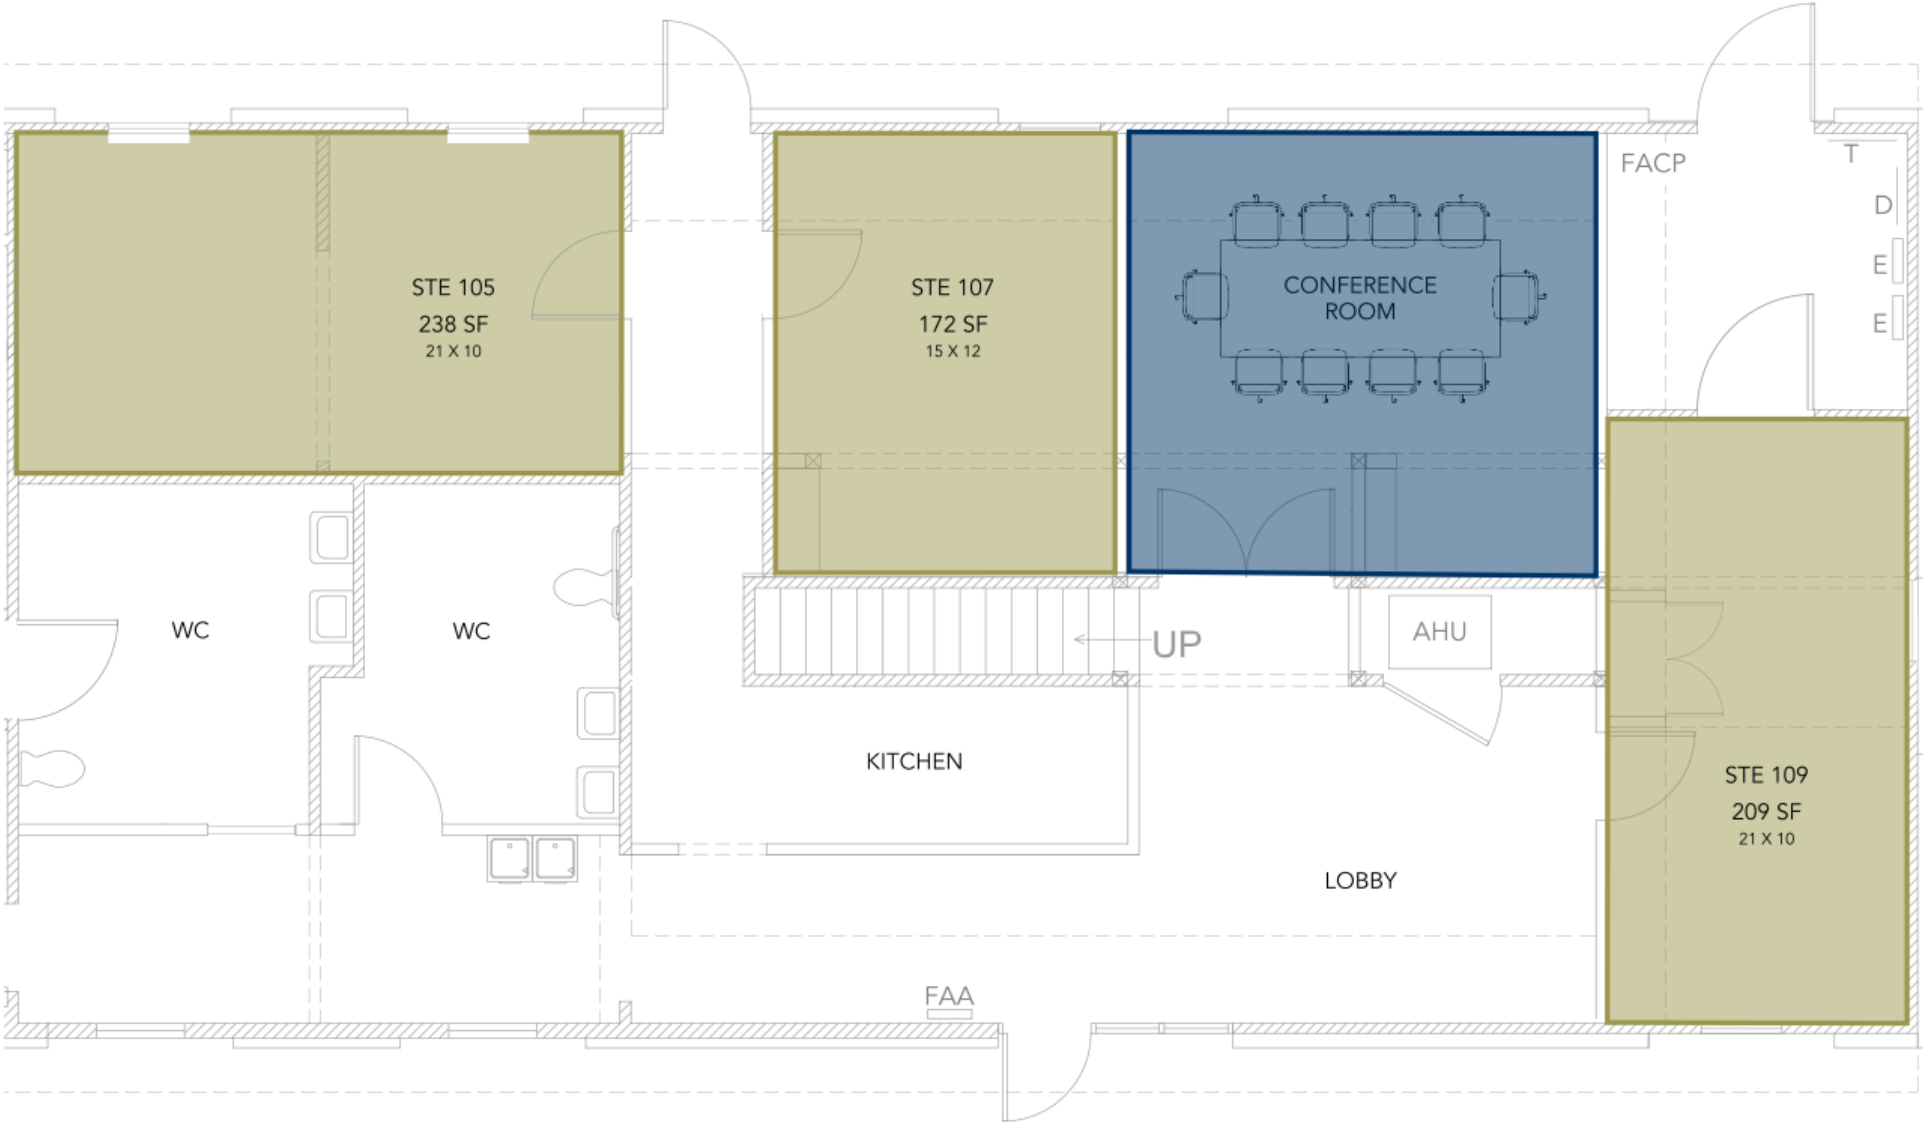 FACP
T
D
E
E
STE 105
238 SF
21 X 10
STE 107
172 SF
15 X 12
CONFERENCE
ROOM
WC
WC
UP
AHU
KITCHEN
STE 109
209 SF
21 X 10
LOBBY
FAA